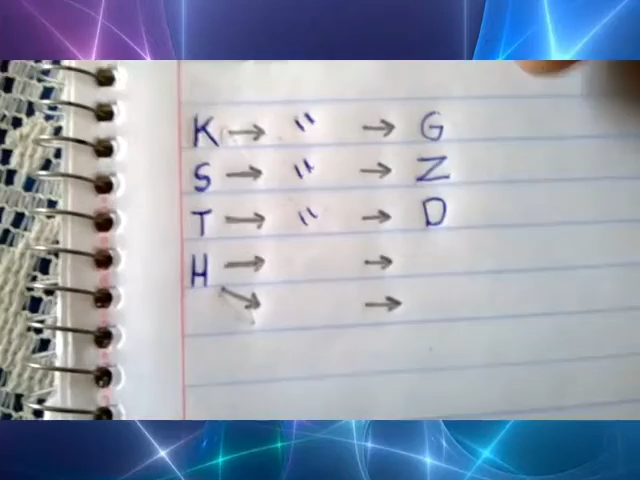 K → " → G
S → " → Z
T → " → D
H → →
→ →